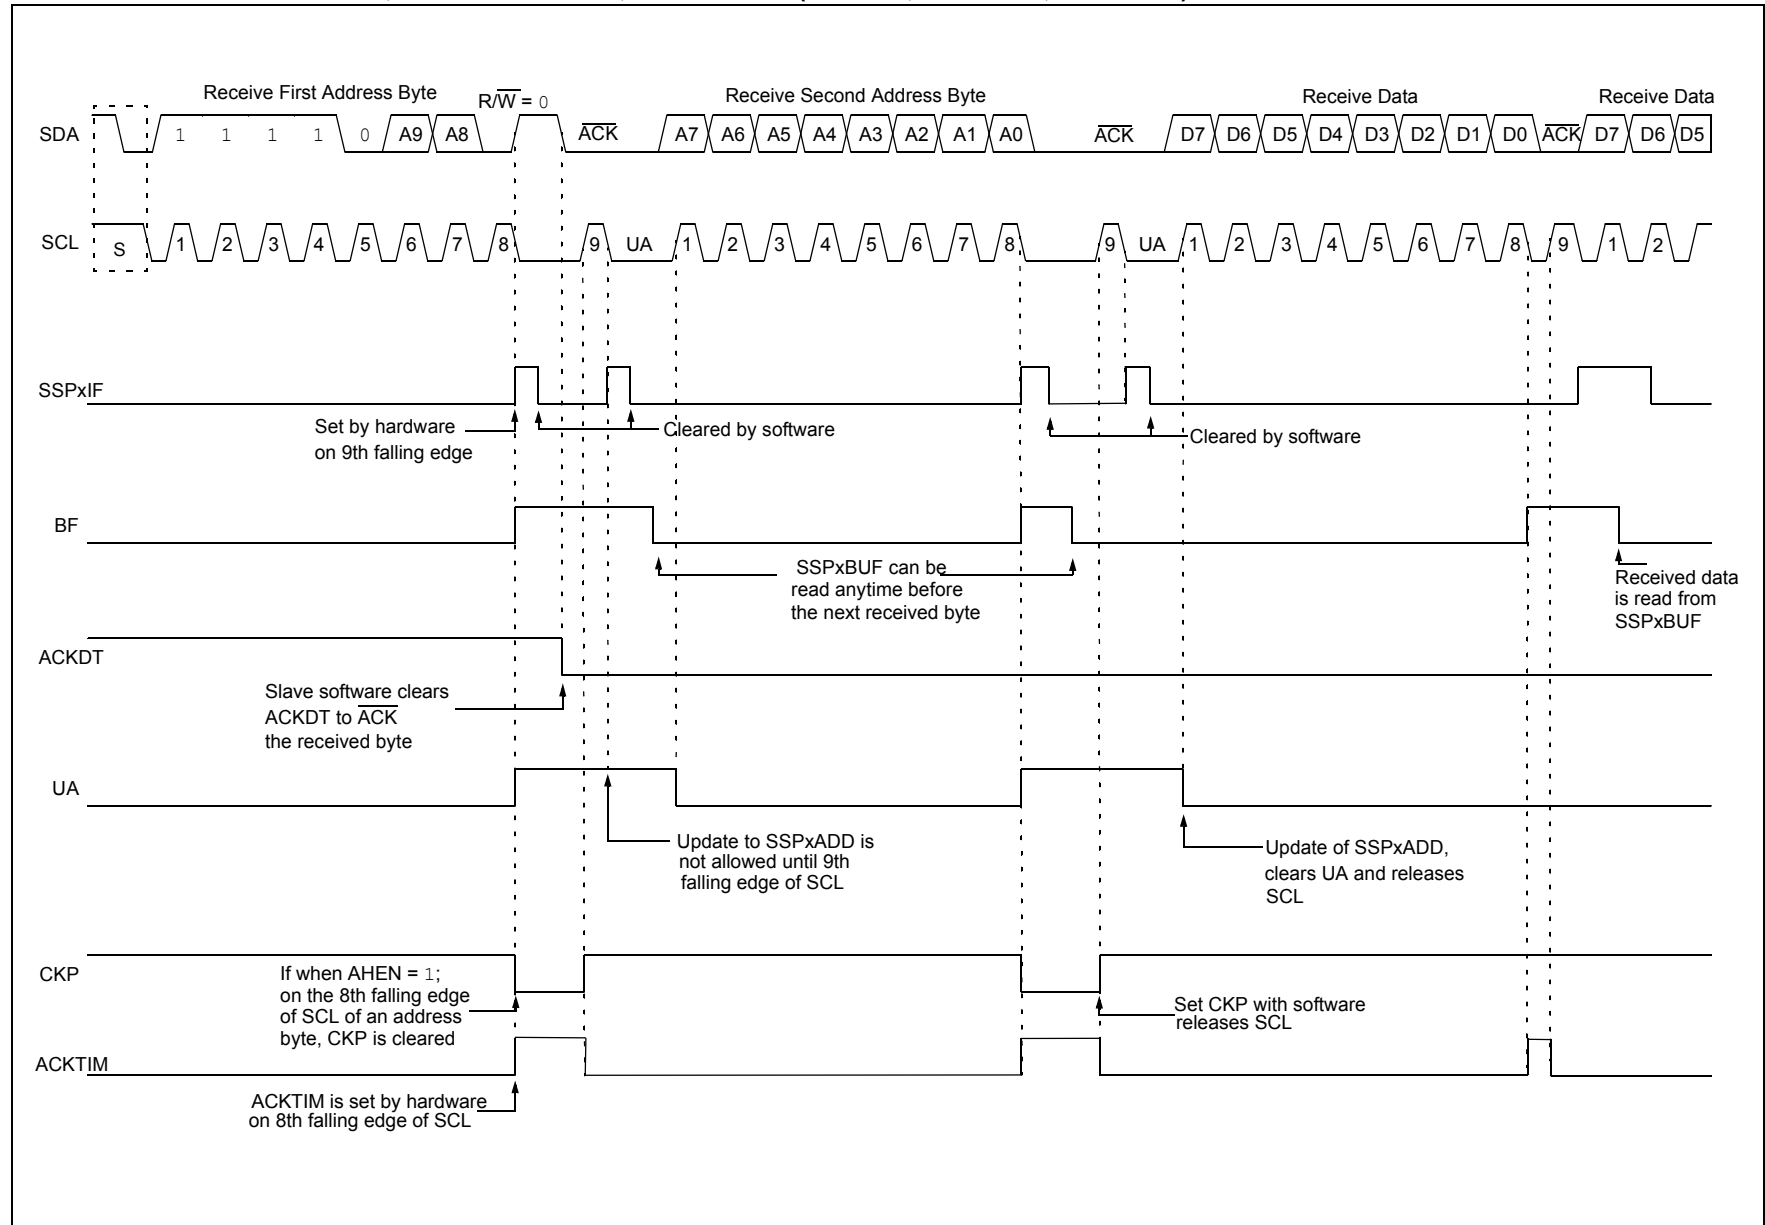 Receive First Address Byte
R/W = 0
Receive Second Address Byte
Receive Data
Receive Data
SDA
1 1 1 1 0 A9 A8
ACK
A7 A6 A5 A4 A3 A2 A1 A0
ACK
D7 D6 D5 D4 D3 D2 D1 D0
ACK
D7 D6 D5
SCL
S
1 2 3 4 5 6 7 8 9 UA 1 2 3 4 5 6 7 8 9 UA 1 2 3 4 5 6 7 8 9 1 2
SSPxIF
Set by hardware
on 9th falling edge
Cleared by software
Cleared by software
BF
SSPxBUF can be
read anytime before
the next received byte
Received data
is read from
SSPxBUF
ACKDT
Slave software clears
ACKDT to ACK
the received byte
UA
Update to SSPxADD is
not allowed until 9th
falling edge of SCL
Update of SSPxADD,
clears UA and releases
SCL
CKP
If when AHEN = 1;
on the 8th falling edge
of SCL of an address
byte, CKP is cleared
Set CKP with software
releases SCL
ACKTIM
ACKTIM is set by hardware
on 8th falling edge of SCL